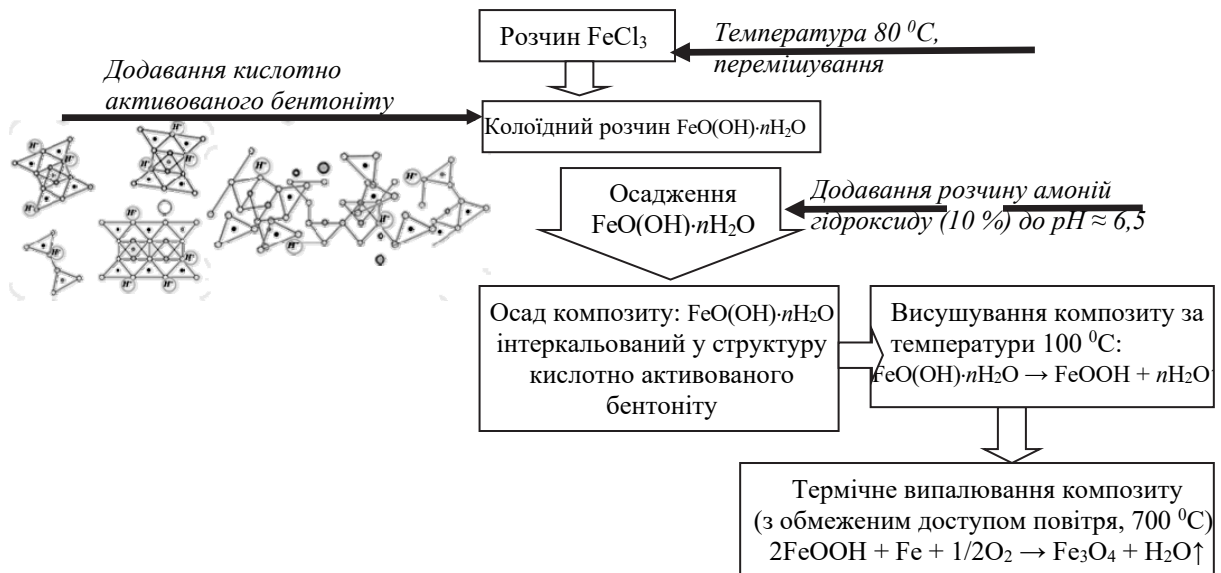 Розчин FeCl₃
Температура 80 ⁰С,
перемішування
Додавання кислотно
активованого бентоніту
Колоїдний розчин FeO(OH)·nH₂O
Осадження
FeO(OH)·nH₂O
Додавання розчину амоній
гідроксиду (10 %) до pH ≈ 6,5
Осад композиту: FeO(OH)·nH₂O
інтеркальований у структуру
кислотно активованого
бентоніту
Висушування композиту за
температури 100 ⁰С:
FeO(OH)·nH₂O → FeOOH + nH₂O
Термічне випалювання композиту
(з обмеженим доступом повітря, 700 ⁰С)
2FeOOH + Fe + 1/2O₂ → Fe₃O₄ + H₂O↑
H⁺
H⁺
H⁺
H⁺
H⁺
H⁺
H⁺
H⁺
H⁺
H⁺
H⁺
H⁺
H⁺
H⁺